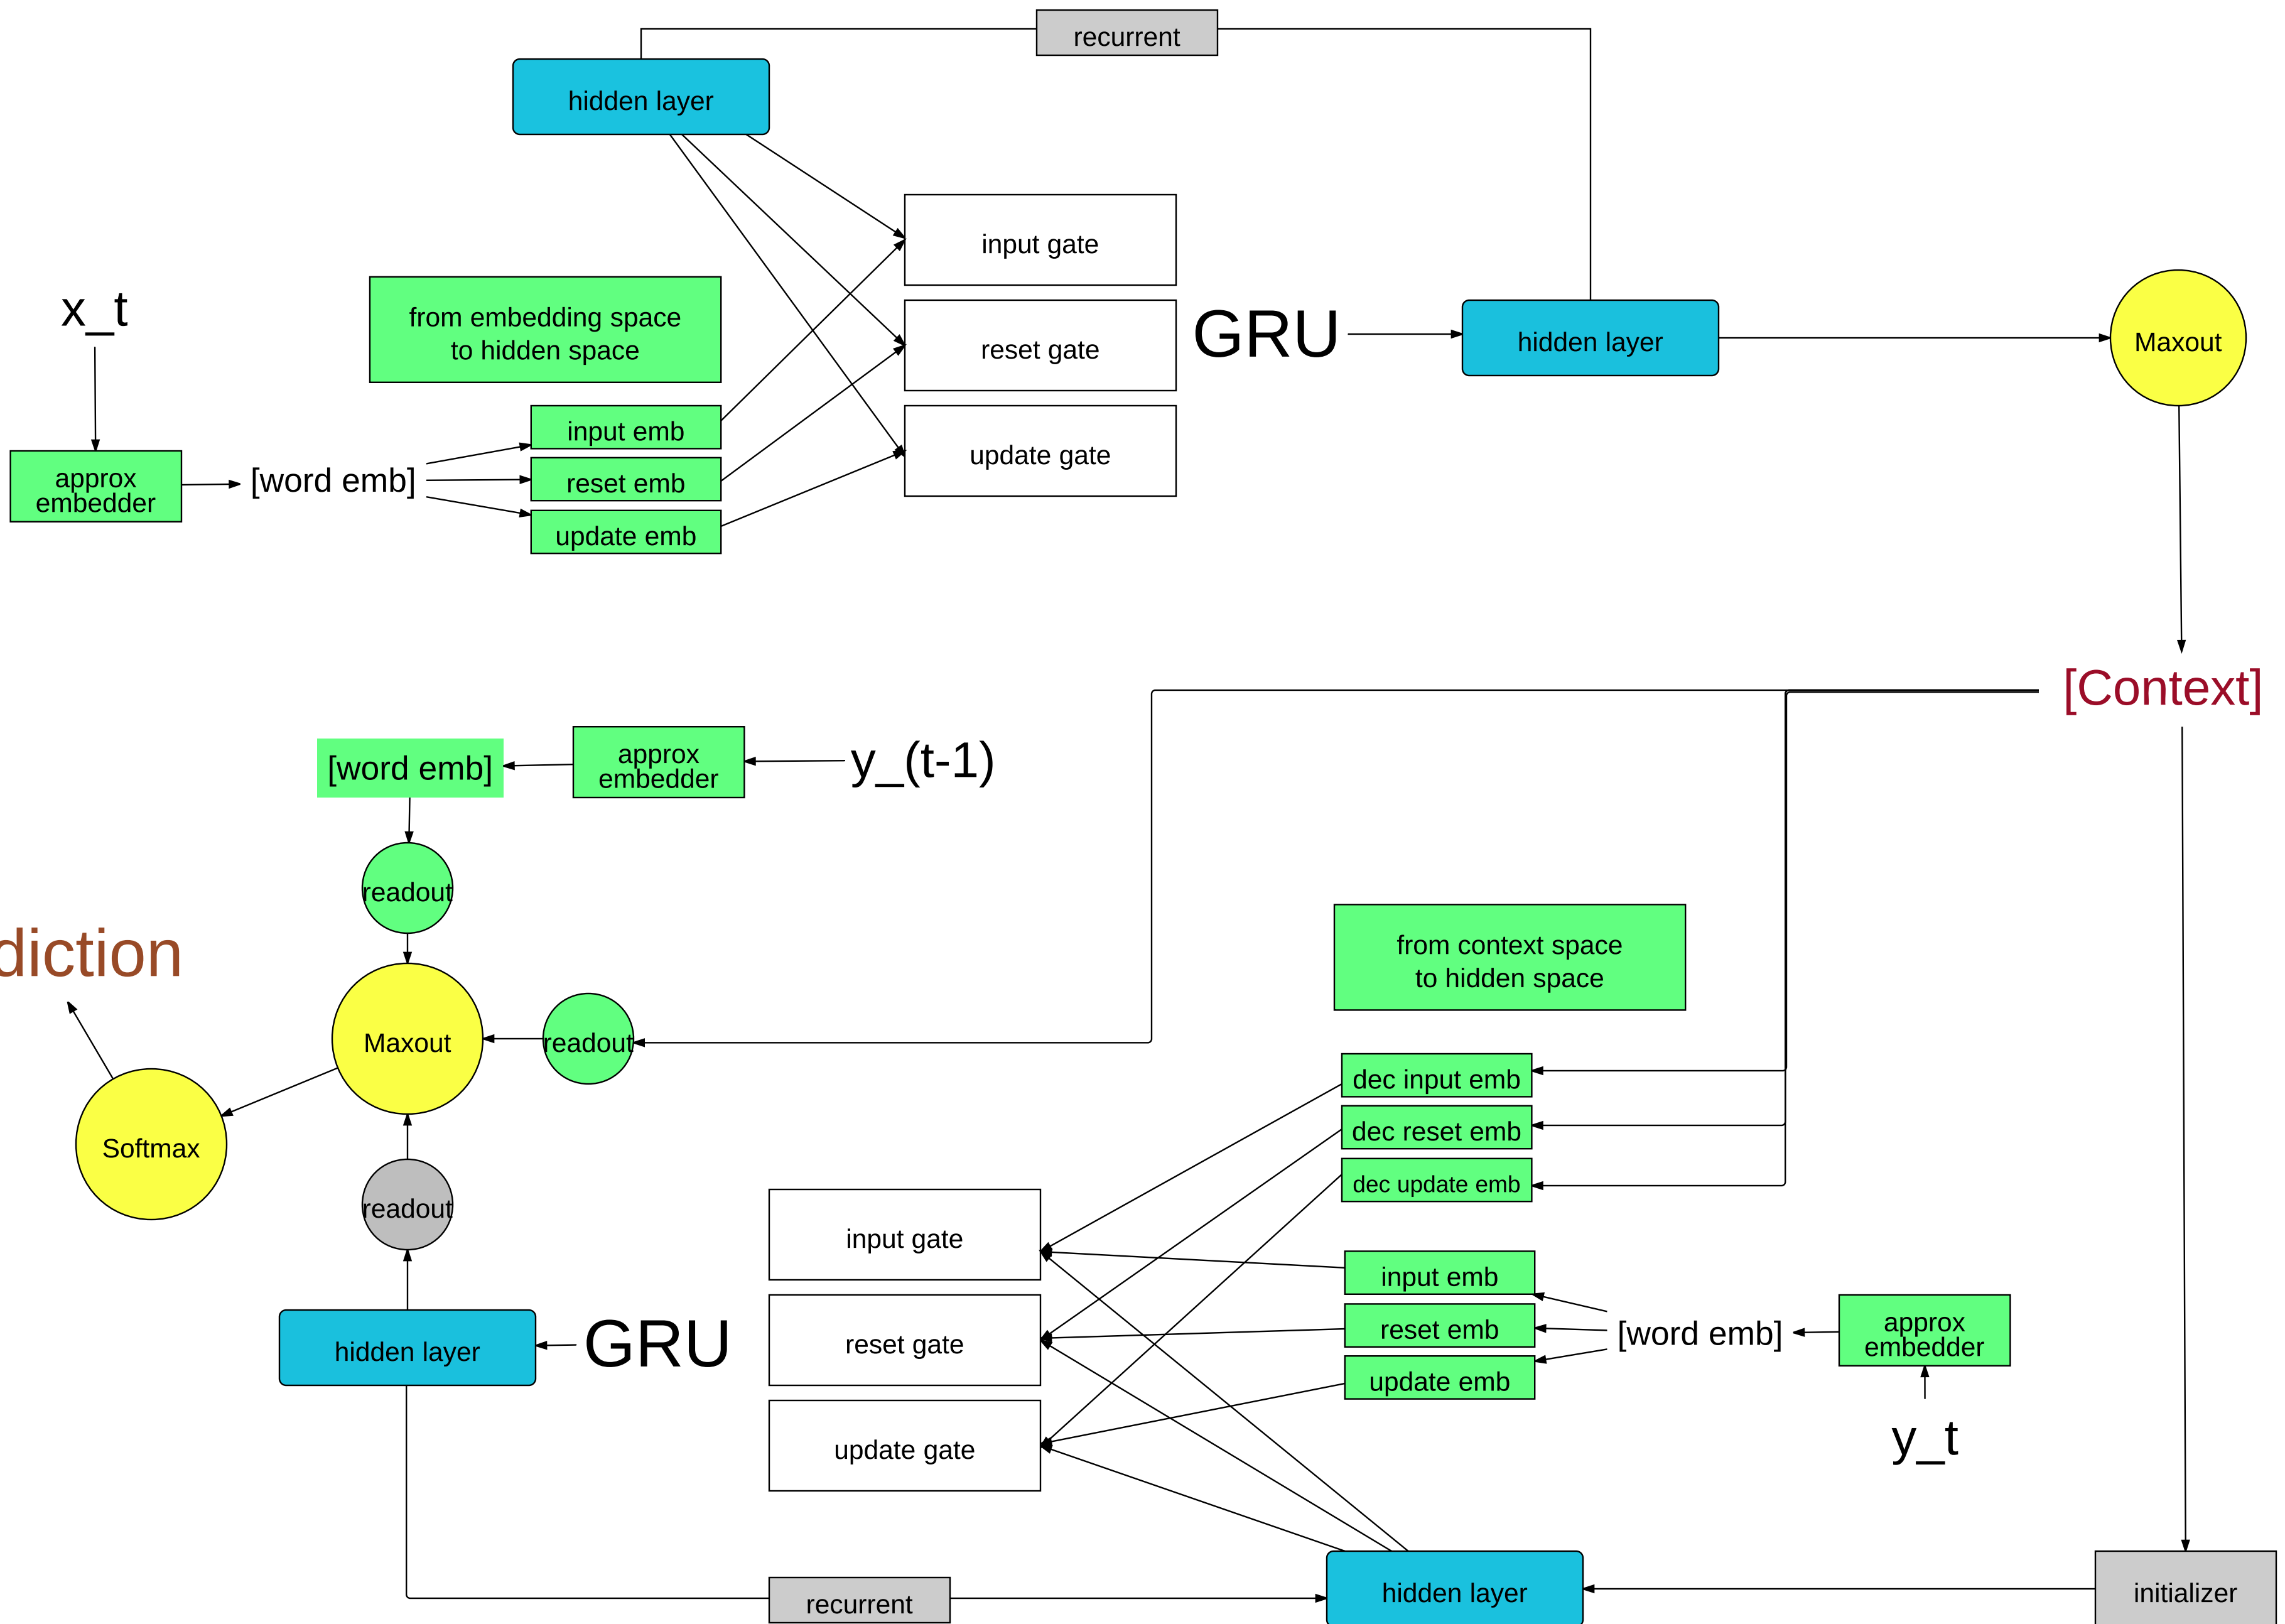 recurrent
hidden layer
input gate
from embedding space
to hidden space
x_t
reset gate
GRU
hidden layer
Maxout
input emb
update gate
approx
embedder
[word emb]
reset emb
update emb
[Context]
[word emb]
approx
embedder
y_(t-1)
readout
diction
from context space
to hidden space
Maxout
readout
dec input emb
dec reset emb
Softmax
dec update emb
readout
input gate
input emb
hidden layer
GRU
reset gate
reset emb
[word emb]
approx
embedder
update emb
update gate
y_t
recurrent
hidden layer
initializer